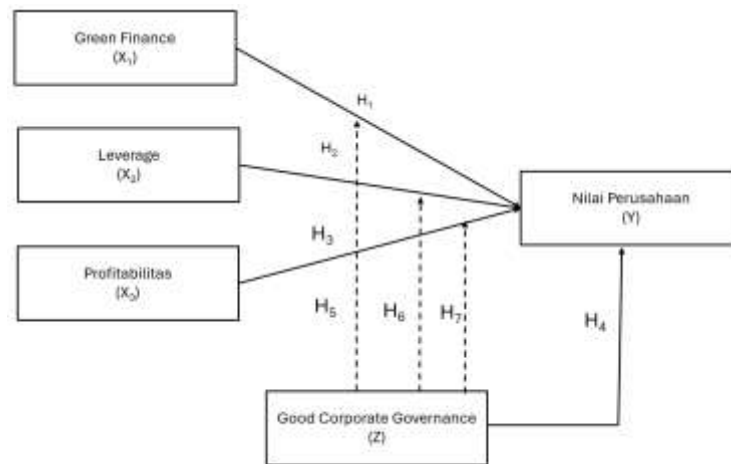 Green Finance
(X₁)
H₁
Leverage
(X₂)
H₂
Nilai Perusahaan
(Y)
Profitabilitas
(X₃)
H₃
H₅
H₆
H₇
H₄
Good Corporate Governance
(Z)